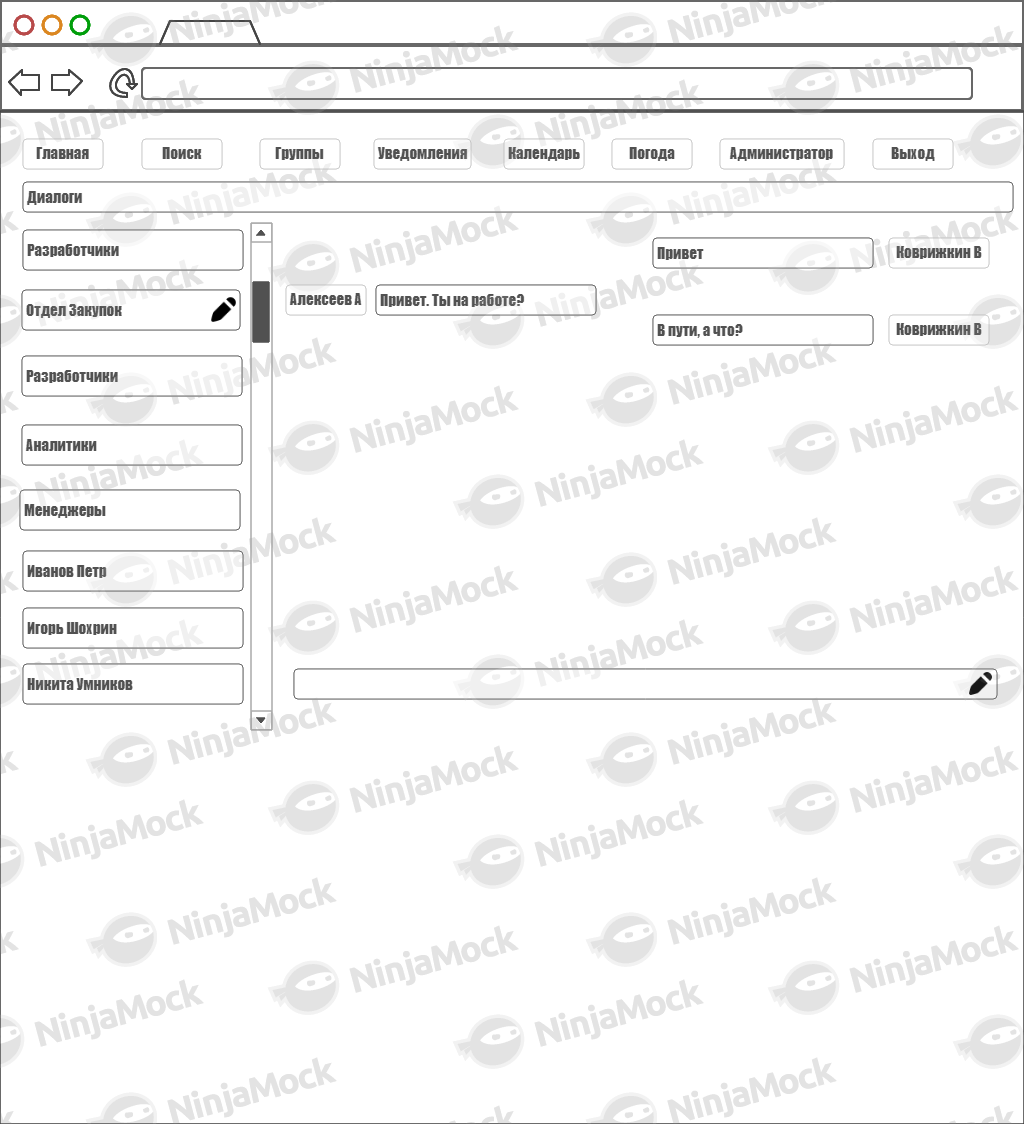 Главная Поиск Группы Уведомления Календарь Погода Администратор Выход
Диалоги
Разработчики
Отдел Закупок
Разработчики
Аналитики
Менеджеры
Иванов Петр
Игорь Шохрин
Никита Умников
Привет Коврижкин В
Алексеев А Привет. Ты на работе?
В пути, а что? Коврижкин В
NinjaMock